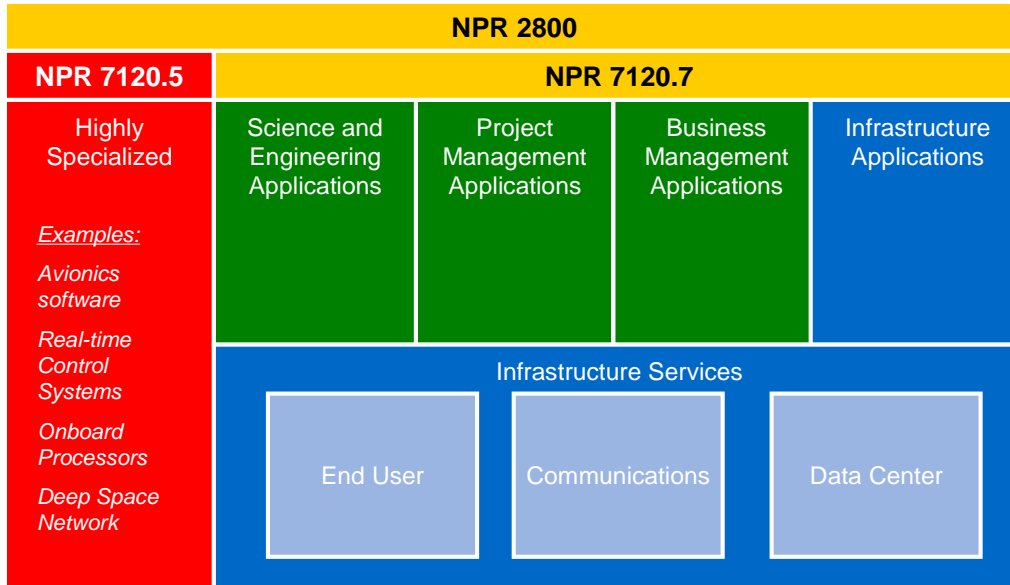 NPR 2800
NPR 7120.5
NPR 7120.7
Highly
Specialized
Examples:
Avionics
software
Real-time
Control
Systems
Onboard
Processors
Deep Space
Network
Science and
Engineering
Applications
Project
Management
Applications
Business
Management
Applications
Infrastructure
Applications
Infrastructure Services
End User
Communications
Data Center